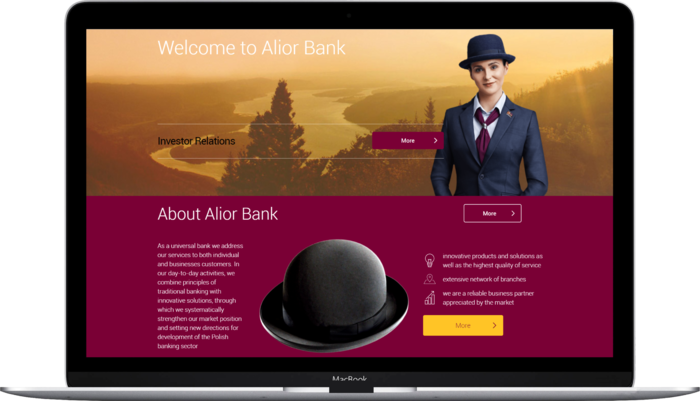 Welcome to Alior Bank
Investor Relations
More
About Alior Bank
More
As a universal bank we address
our services to both individual
and businesses customers. In
our day-to-day activities, we
combine principles of
traditional banking with
innovative solutions, through
which we systematically
strengthen our market position
and setting new directions for
development of the Polish
banking sector
innovative products and solutions as
well as the highest quality of service
extensive network of branches
we are a reliable business partner
appreciated by the market
More
MacBook